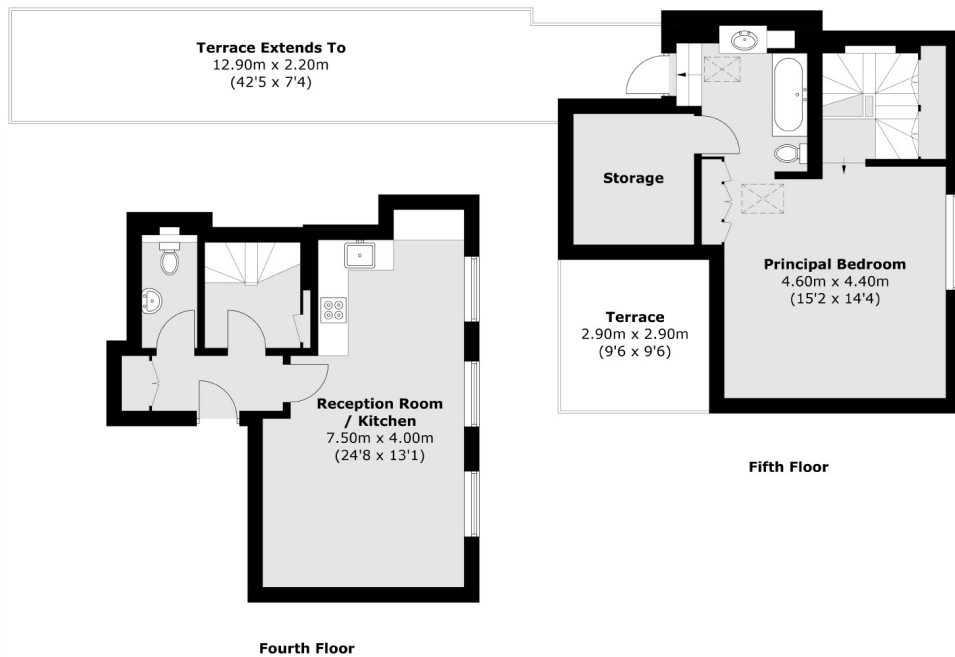 Terrace Extends To
12.90m x 2.20m
(42'5 x 7'4)
Storage
Principal Bedroom
4.60m x 4.40m
(15'2 x 14'4)
Terrace
2.90m x 2.90m
(9'6 x 9'6)
Reception Room
/ Kitchen
7.50m x 4.00m
(24'8 x 13'1)
Fifth Floor
Fourth Floor